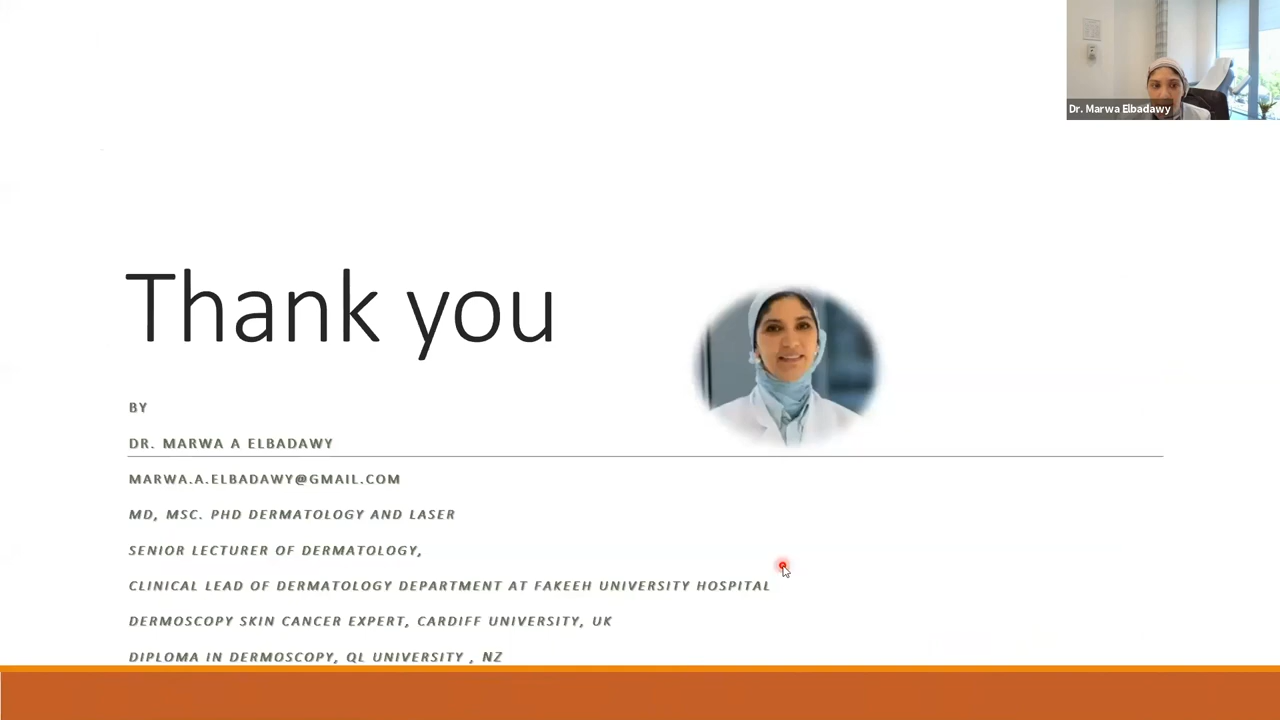 Dr. Marwa Elbadawy
Thank you
BY
DR. MARWA A ELBADAWY
MARWA.A.ELBADAWY@GMAIL.COM
MD, MSC. PHD DERMATOLOGY AND LASER
SENIOR LECTURER OF DERMATOLOGY,
CLINICAL LEAD OF DERMATOLOGY DEPARTMENT AT FAKEEH UNIVERSITY HOSPITAL
DERMOSCOPY SKIN CANCER EXPERT, CARDIFF UNIVERSITY, UK
DIPLOMA IN DERMOSCOPY, QL UNIVERSITY , NZ